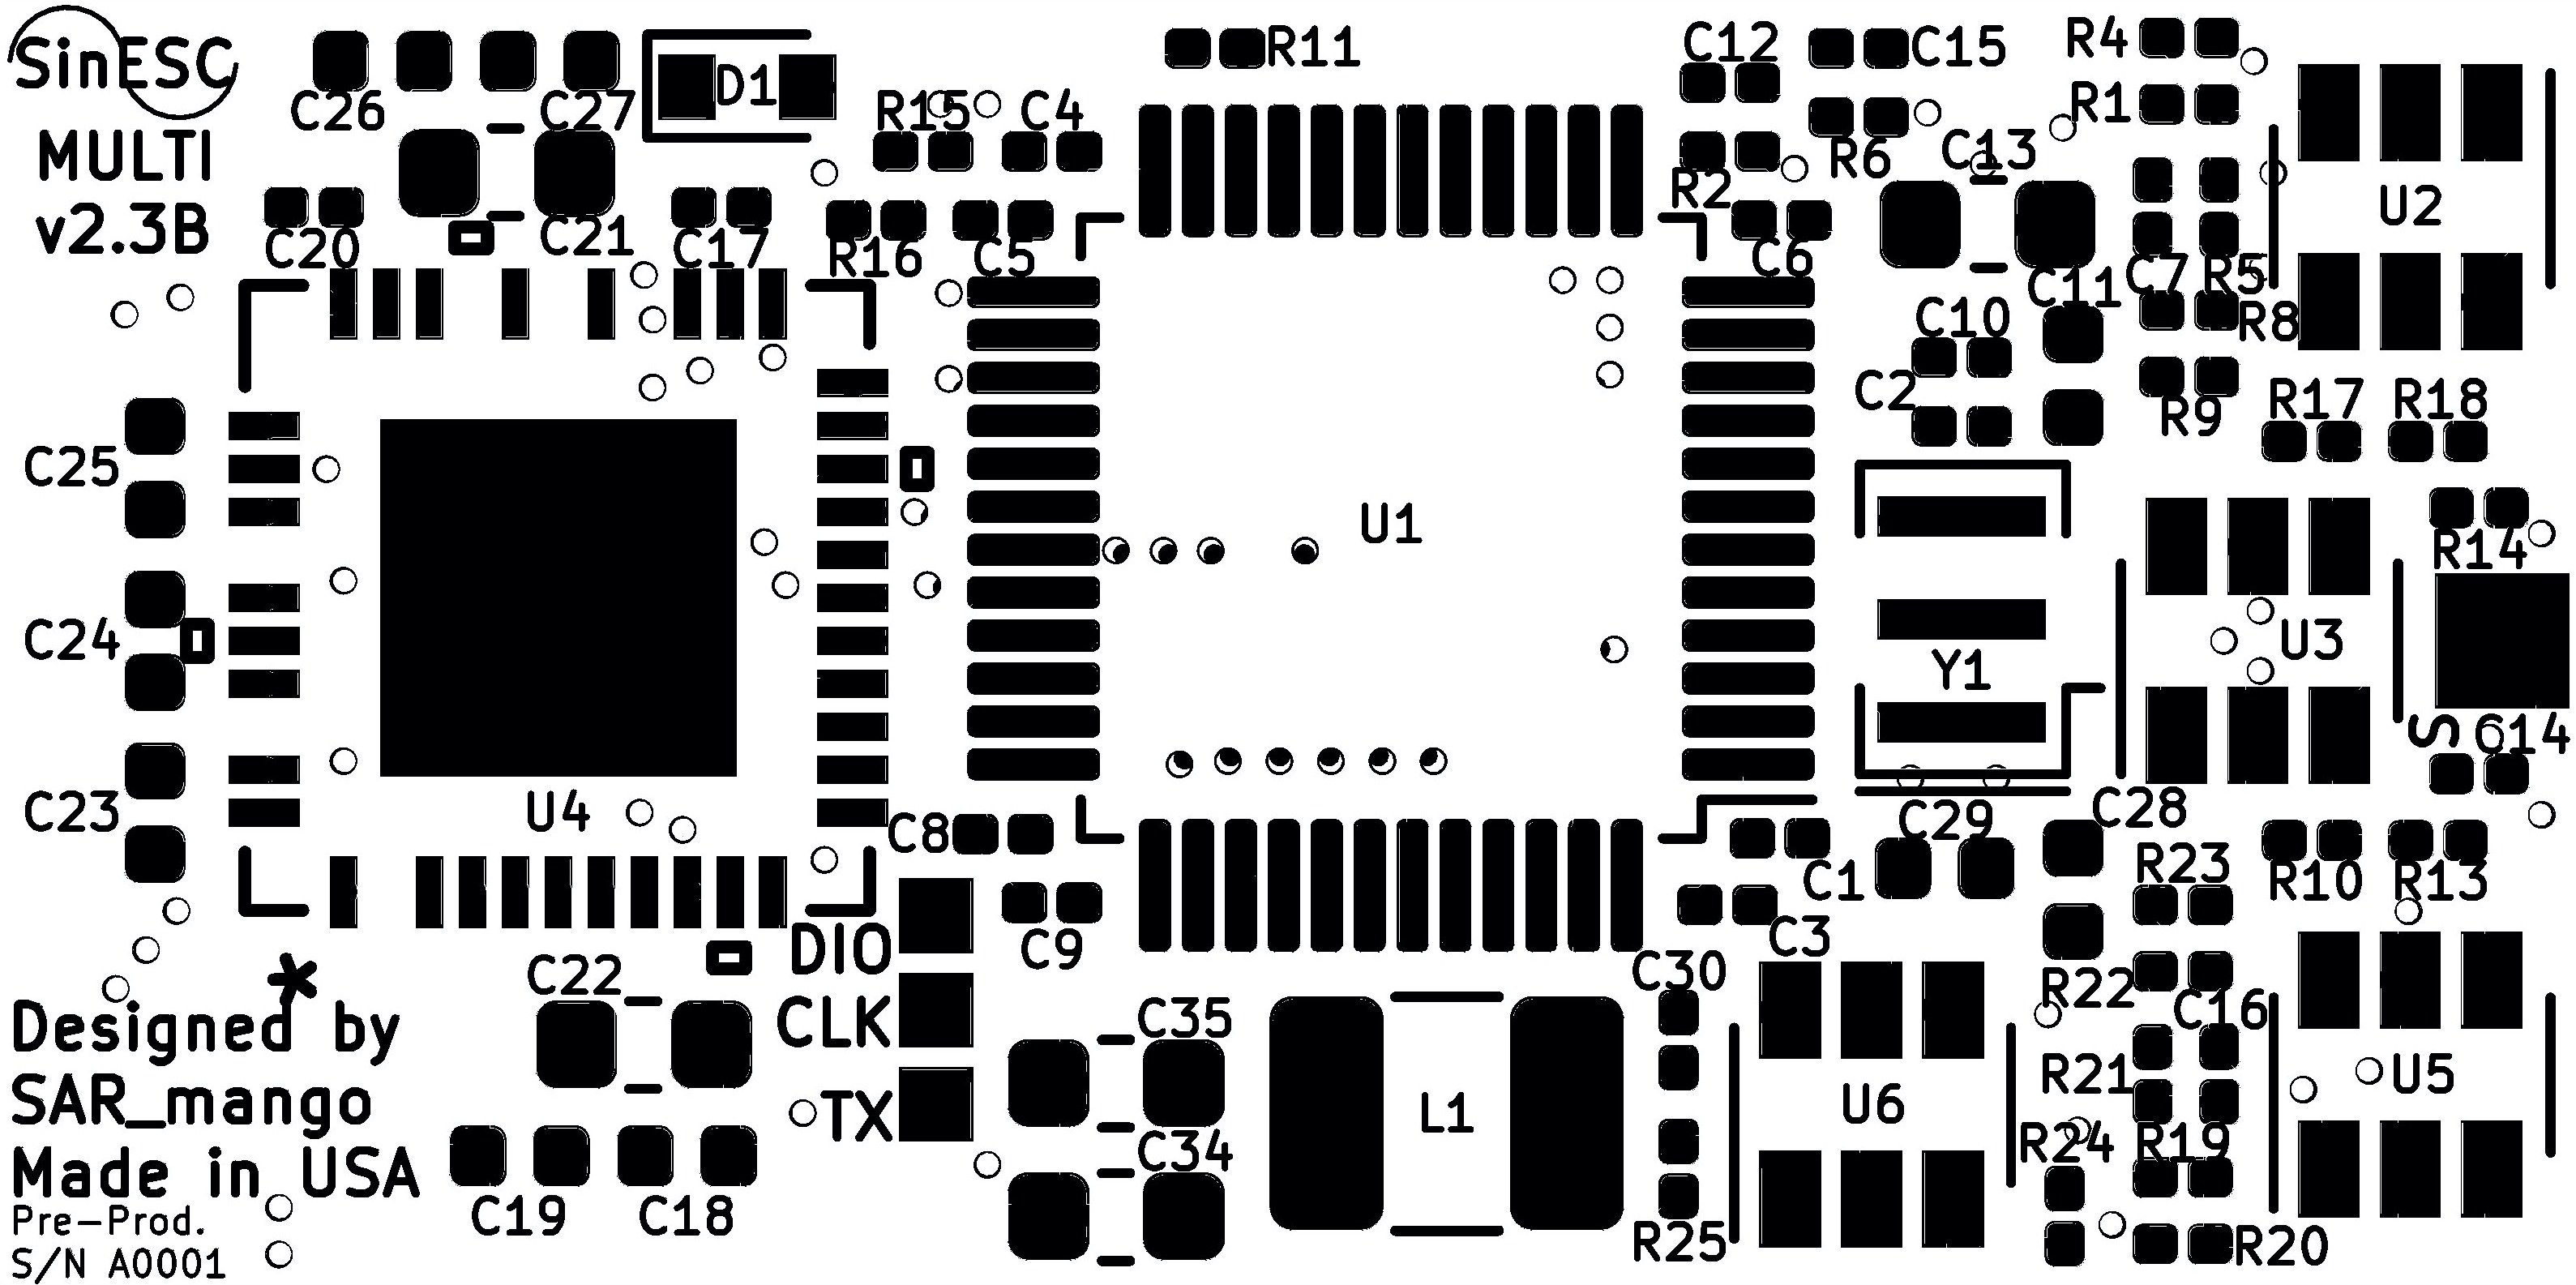 SinESC
MULTI
v2.3B
C26
C27
D1
R15
C4
R11
C12
C15
R4
R1
R6
C13
R2
U2
C20
C21
C17
R16
C5
C6
C7
R5
C11
R8
C10
C2
R9
R17
R18
C25
U1
R14
C24
Y1
U3
S
614
C23
U4
C8
C29
C28
R23
C1
R10
R13
DIO
C9
C3
C22
CLK
C30
R22
C16
C35
R21
U5
U6
TX
L1
C34
R24
R19
C19
C18
R25
R20
Designed by
SAR_mango
Made in USA
Pre-Prod.
S/N A0001